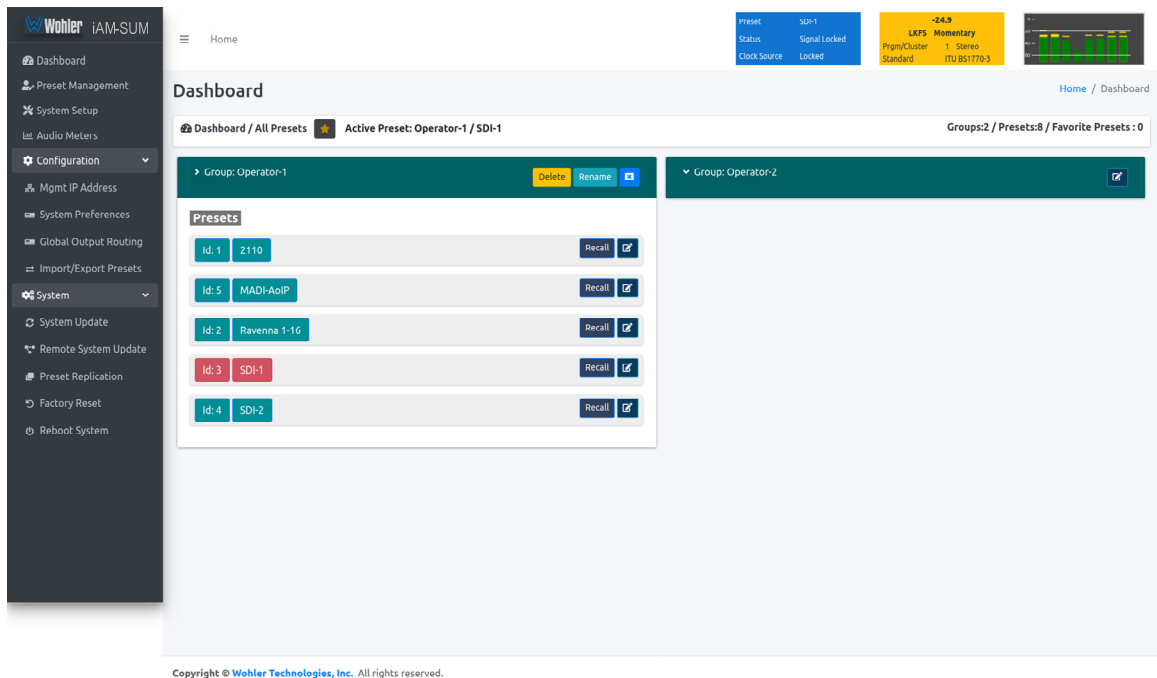 Wohler iAM-SUM
Home
Preset SDI-1
Status Signal Locked
Clock Source Locked
-24.9
LKFS Momentary
Prgm/Cluster 1 Stereo
Standard ITU BS1770-3
Dashboard
Preset Management
System Setup
Audio Meters
Configuration
Mgmt IP Address
System Preferences
Global Output Routing
Import/Export Presets
System
System Update
Remote System Update
Preset Replication
Factory Reset
Reboot System
Dashboard
Home / Dashboard
Dashboard / All Presets Active Preset: Operator-1 / SDI-1
Groups:2 / Presets:8 / Favorite Presets : 0
Group: Operator-1 Delete Rename
Group: Operator-2
Presets
Id: 1 2110 Recall
Id: 5 MADI-AoIP Recall
Id: 2 Ravenna 1-16 Recall
Id: 3 SDI-1 Recall
Id: 4 SDI-2 Recall
Copyright © Wohler Technologies, Inc. All rights reserved.